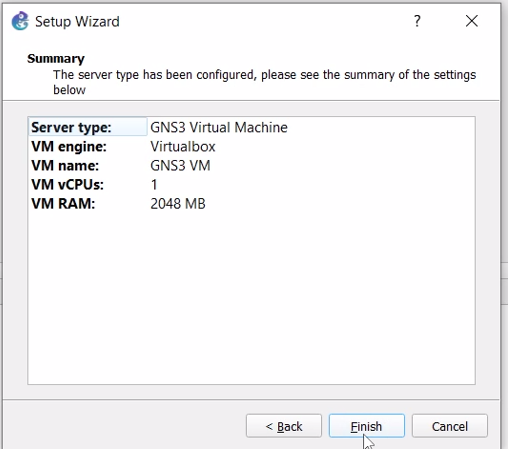 Setup Wizard
?
Summary
The server type has been configured, please see the summary of the settings
below
Server type: GNS3 Virtual Machine
VM engine: Virtualbox
VM name: GNS3 VM
VM vCPUs: 1
VM RAM: 2048 MB
< Back Finish Cancel